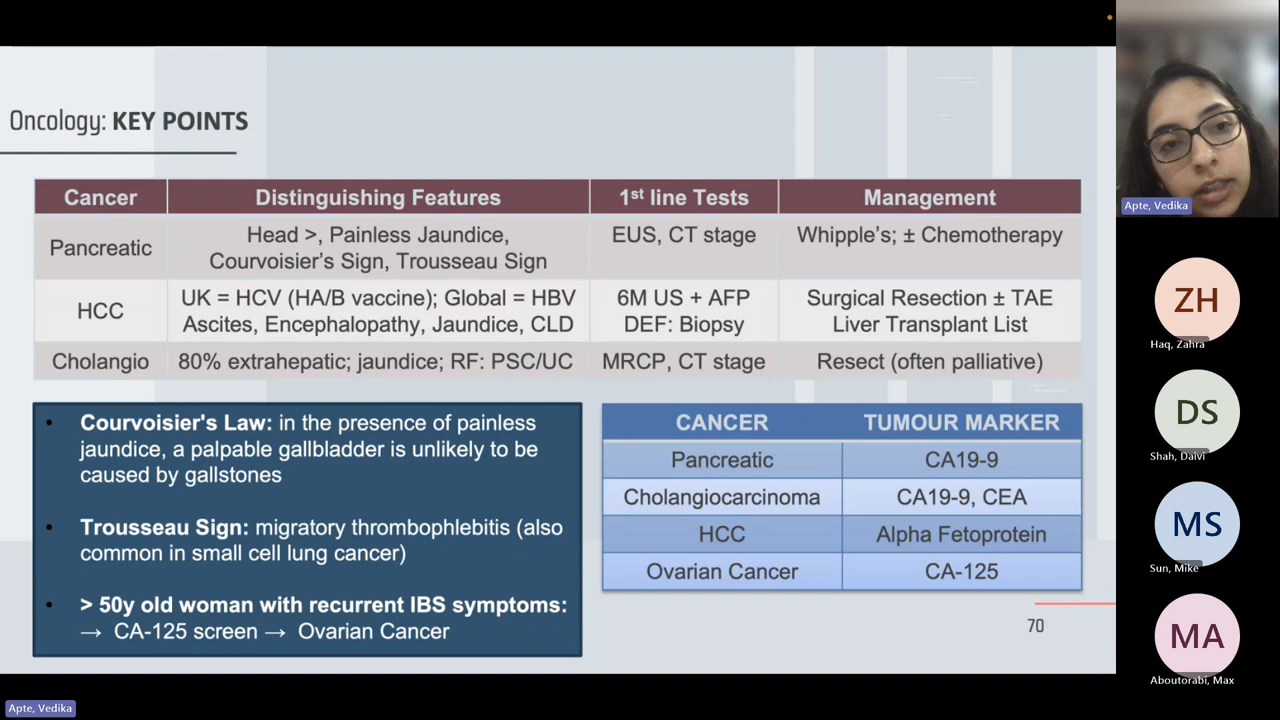 Oncology: KEY POINTS
Cancer Distinguishing Features 1st line Tests Management
Pancreatic Head >, Painless Jaundice, Courvoisier's Sign, Trousseau Sign EUS, CT stage Whipple's; ± Chemotherapy
HCC UK = HCV (HA/B vaccine); Global = HBV Ascites, Encephalopathy, Jaundice, CLD 6M US + AFP DEF: Biopsy Surgical Resection ± TAE Liver Transplant List
Cholangio 80% extrahepatic; jaundice; RF: PSC/UC MRCP, CT stage Resect (often palliative)
• Courvoisier's Law: in the presence of painless
jaundice, a palpable gallbladder is unlikely to be
caused by gallstones
• Trousseau Sign: migratory thrombophlebitis (also
common in small cell lung cancer)
• > 50y old woman with recurrent IBS symptoms:
→ CA-125 screen → Ovarian Cancer
CANCER TUMOUR MARKER
Pancreatic CA19-9
Cholangiocarcinoma CA19-9, CEA
HCC Alpha Fetoprotein
Ovarian Cancer CA-125
70
Apte, Vedika
ZH
Haq, Zahra
DS
Shah, Daivi
MS
Sun, Mike
MA
Aboutorabi, Max
Apte, Vedika